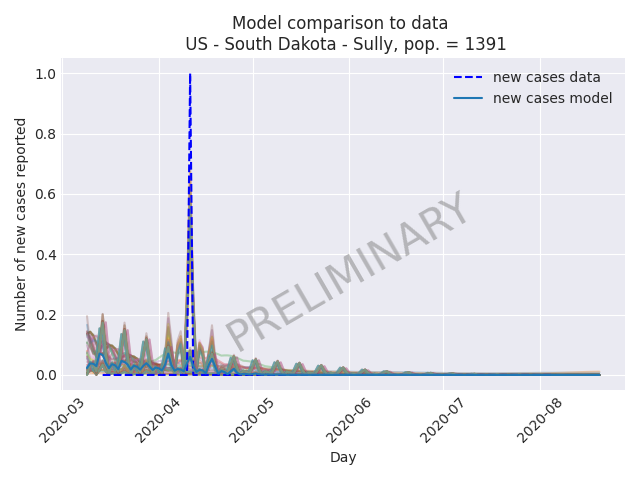 Model comparison to data
US - South Dakota - Sully, pop. = 1391
new cases data
new cases model
Number of new cases reported
1.0
0.8
0.6
0.4
0.2
0.0
PRELIMINARY
2020-03
2020-04
2020-05
2020-06
2020-07
2020-08
Day